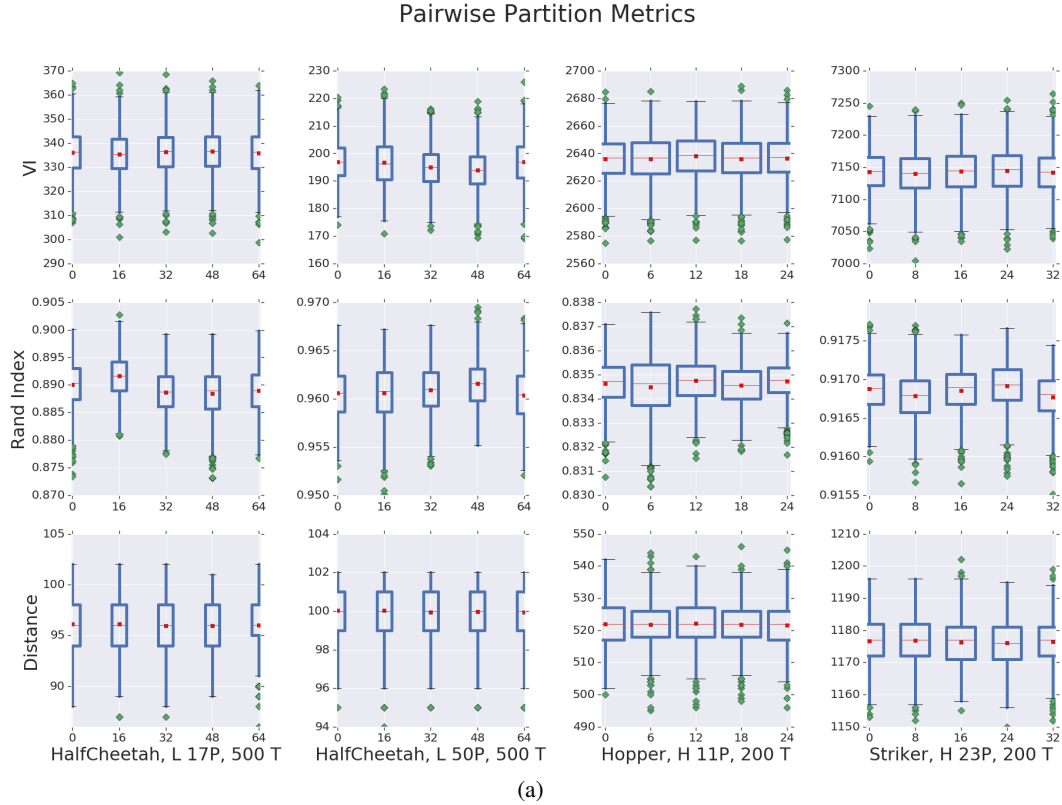 Pairwise Partition Metrics
370 230 2700 7300
360 220 2680 7250
350 210 2660 7200
340 200 2640 7150
330 190 2620 7100
320 180 2600 7050
310 170 2580 7000
300 160 2560
290
VI
0 16 32 48 64 0 16 32 48 64 0 6 12 18 24 0 8 16 24 32
0.905 0.970 0.838 0.9175
0.900 0.965 0.837 0.9170
0.895 0.960 0.835 0.9165
0.890 0.955 0.834 0.9160
0.885 0.950 0.833 0.9155
0.880 0.831
0.875 0.830
0.870
Rand Index
0 16 32 48 64 0 16 32 48 64 0 6 12 18 24 0 8 16 24 32
105 104 550 1210
100 102 540 1200
95 100 530 1190
90 98 520 1180
96 510 1170
94 500 1160
490 1150
Distance
0 16 32 48 64 0 16 32 48 64 0 6 12 18 24 0 8 16 24 32
HalfCheetah, L 17P, 500 T HalfCheetah, L 50P, 500 T Hopper, H 11P, 200 T Striker, H 23P, 200 T
(a)